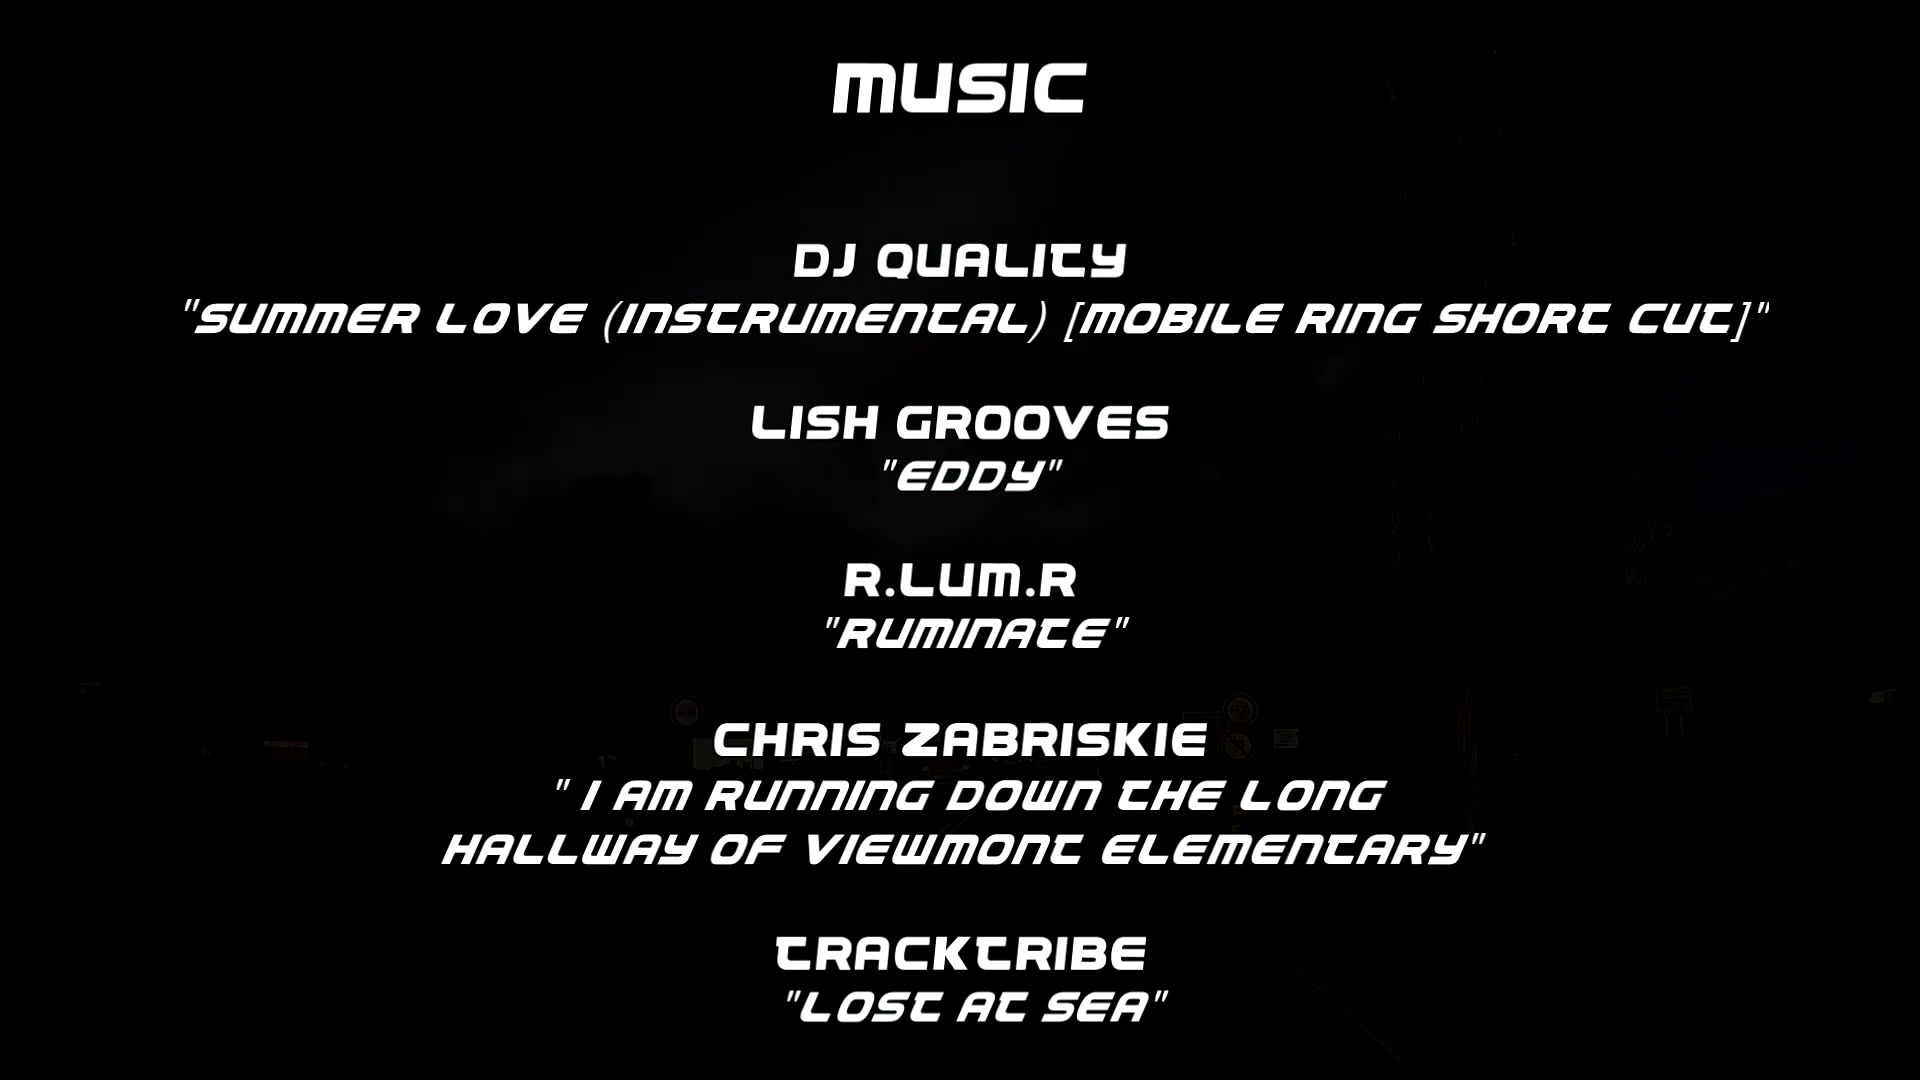 MUSIC
DJ QUALITY
"SUMMER LOVE (INSTRUMENTAL) [MOBILE RING SHORT CUT]"
LISH GROOVES
"EDDY"
R.LUM.R
"RUMINATE"
CHRIS ZABRISKIE
" I AM RUNNING DOWN THE LONG
HALLWAY OF VIEWMONT ELEMENTARY"
TRACKTRIBE
"LOST AT SEA"